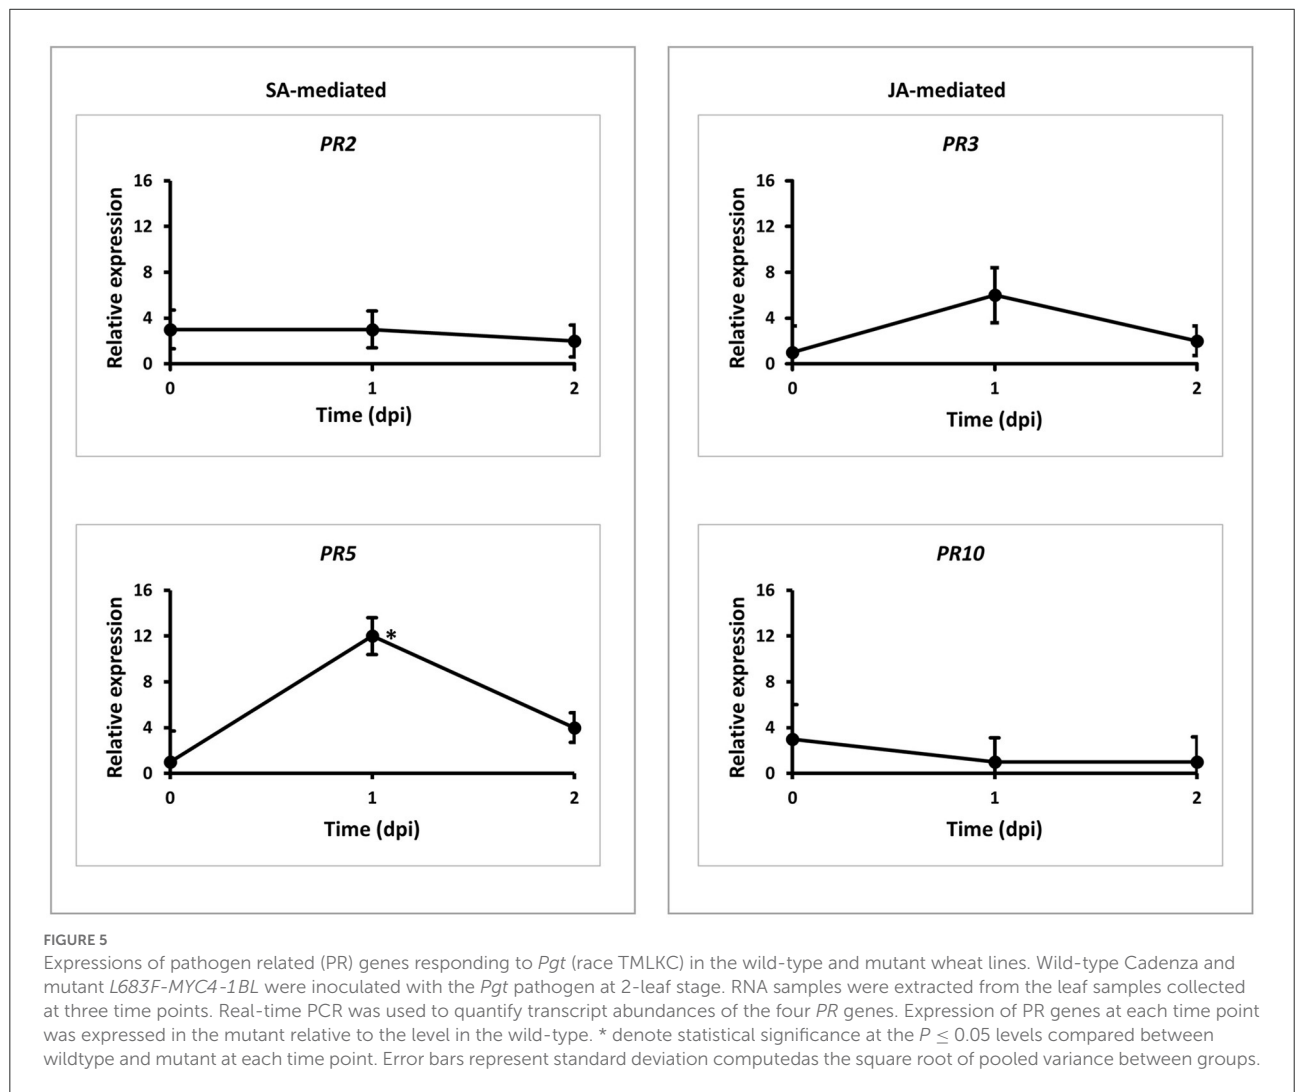 SA-mediated
PR2
16
12
8
4
0
Relative expression
0 1 2
Time (dpi)
PR5
16
12
8
4
0
Relative expression
*
0 1 2
Time (dpi)
JA-mediated
PR3
16
12
8
4
0
Relative expression
0 1 2
Time (dpi)
PR10
16
12
8
4
0
Relative expression
0 1 2
Time (dpi)
FIGURE 5
Expressions of pathogen related (PR) genes responding to Pgt (race TMLKC) in the wild-type and mutant wheat lines. Wild-type Cadenza and
mutant L683F-MYC4-1BL were inoculated with the Pgt pathogen at 2-leaf stage. RNA samples were extracted from the leaf samples collected
at three time points. Real-time PCR was used to quantify transcript abundances of the four PR genes. Expression of PR genes at each time point
was expressed in the mutant relative to the level in the wild-type. * denote statistical significance at the P ≤ 0.05 levels compared between
wildtype and mutant at each time point. Error bars represent standard deviation computedas the square root of pooled variance between groups.